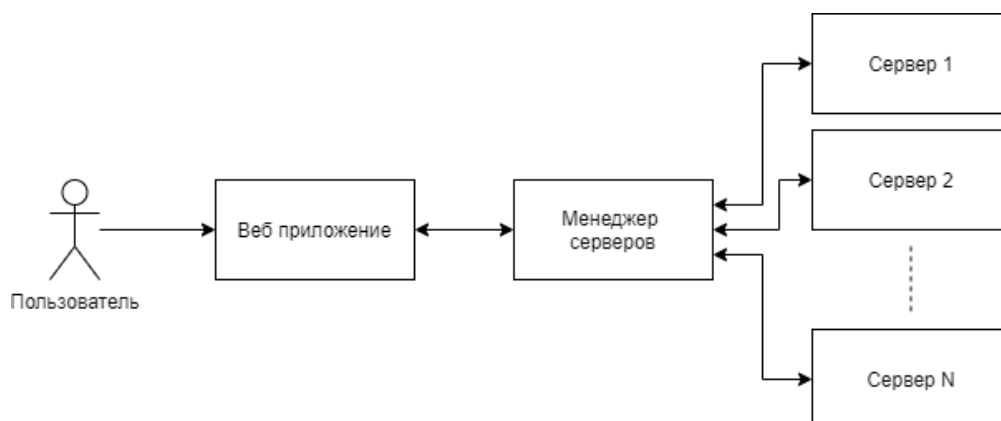 Пользователь
Веб приложение
Менеджер
серверов
Сервер 1
Сервер 2
Сервер N